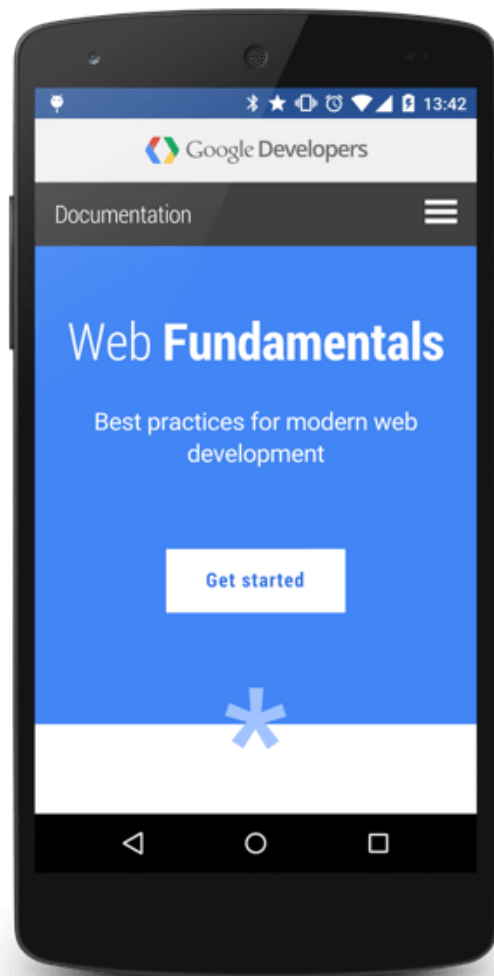 13:42
Google Developers
Documentation
Web Fundamentals
Best practices for modern web
development
Get started
*